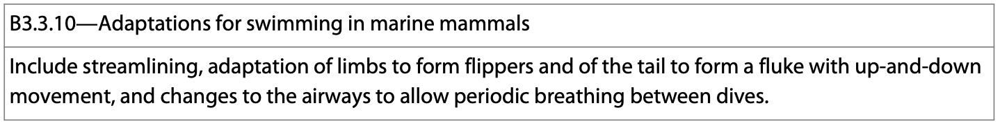 B3.3.10—Adaptations for swimming in marine mammals
Include streamlining, adaptation of limbs to form flippers and of the tail to form a fluke with up-and-down
movement, and changes to the airways to allow periodic breathing between dives.